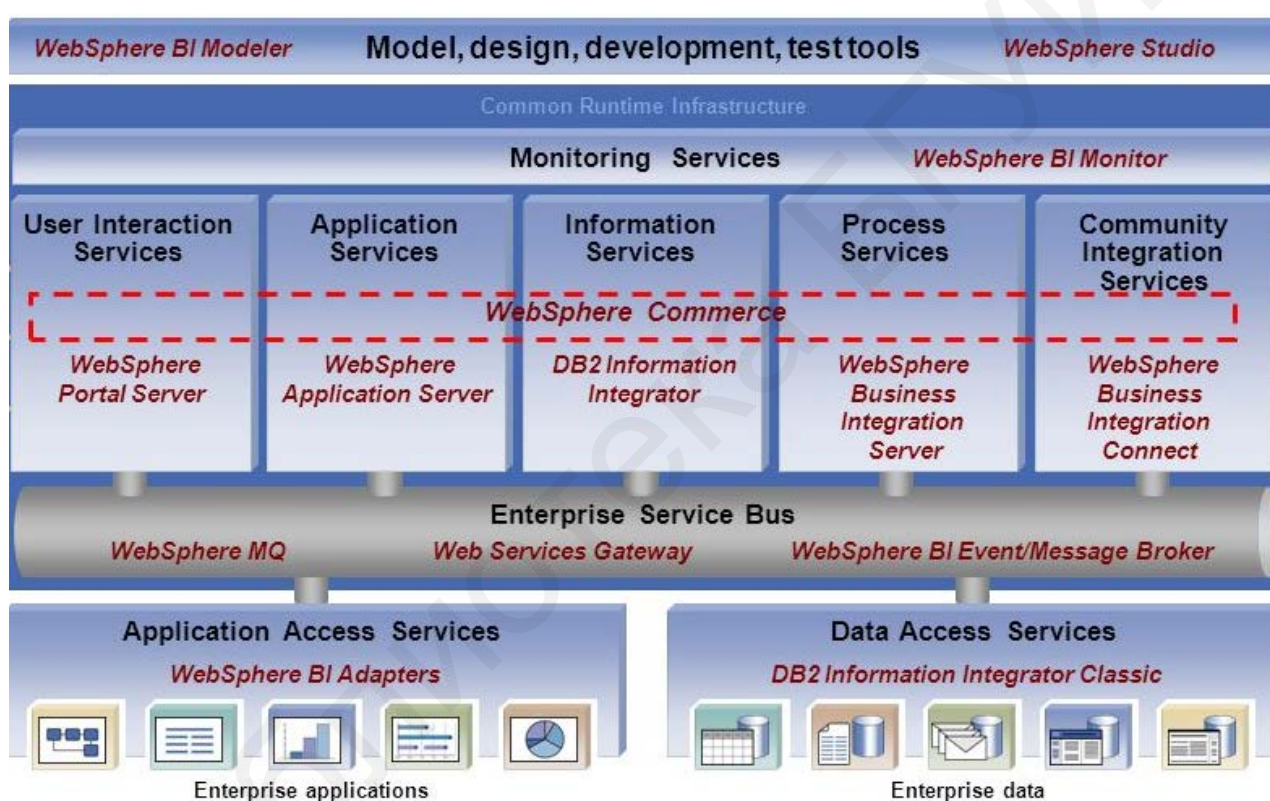 WebSphere BI Modeler Model, design, development, test tools WebSphere Studio
Common Runtime Infrastructure
Monitoring Services WebSphere BI Monitor
User Interaction
Services
Application
Services
Information
Services
Process
Services
Community
Integration
Services
WebSphere Commerce
WebSphere
Portal Server
WebSphere
Application Server
DB2 Information
Integrator
WebSphere
Business
Integration
Server
WebSphere
Business
Integration
Connect
Enterprise Service Bus
WebSphere MQ Web Services Gateway WebSphere BI Event/Message Broker
Application Access Services
WebSphere BI Adapters
Enterprise applications
Data Access Services
DB2 Information Integrator Classic
Enterprise data